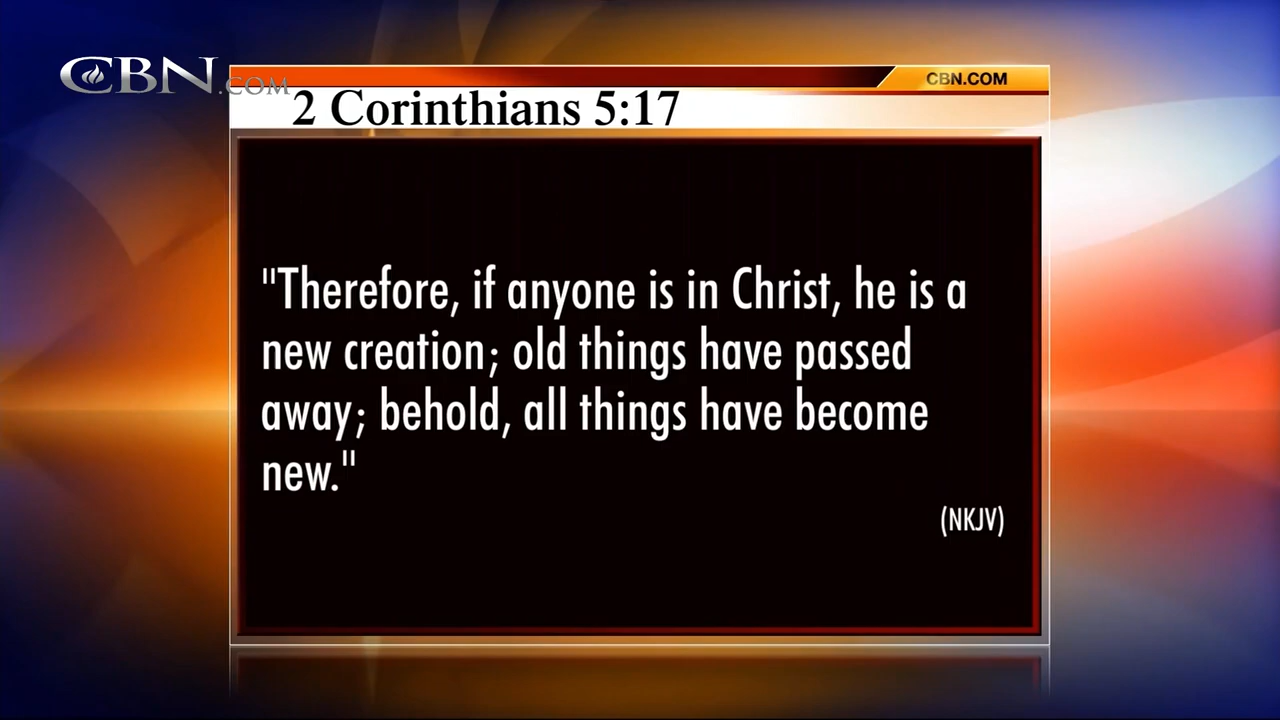 CBN.COM
CBN.COM
2 Corinthians 5:17
"Therefore, if anyone is in Christ, he is a
new creation; old things have passed
away; behold, all things have become
new."
(NKJV)